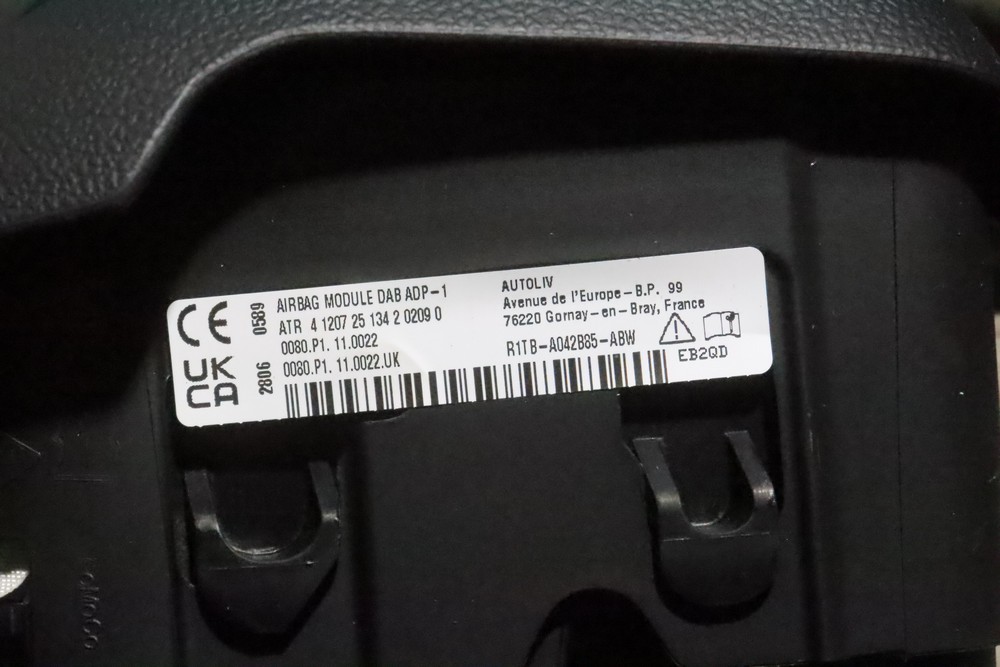 CE 0589
UK
CA 2806
AIRBAG MODULE DAB ADP-1
ATR 4 1207 25 134 2 0209 0
0080.P1.11.0022
0080.P1.11.0022.UK
AUTOLIV
Avenue de l'Europe - B.P. 99
76220 Gornay - en - Bray, France
R1TB-A042B85-ABW
EB2QD